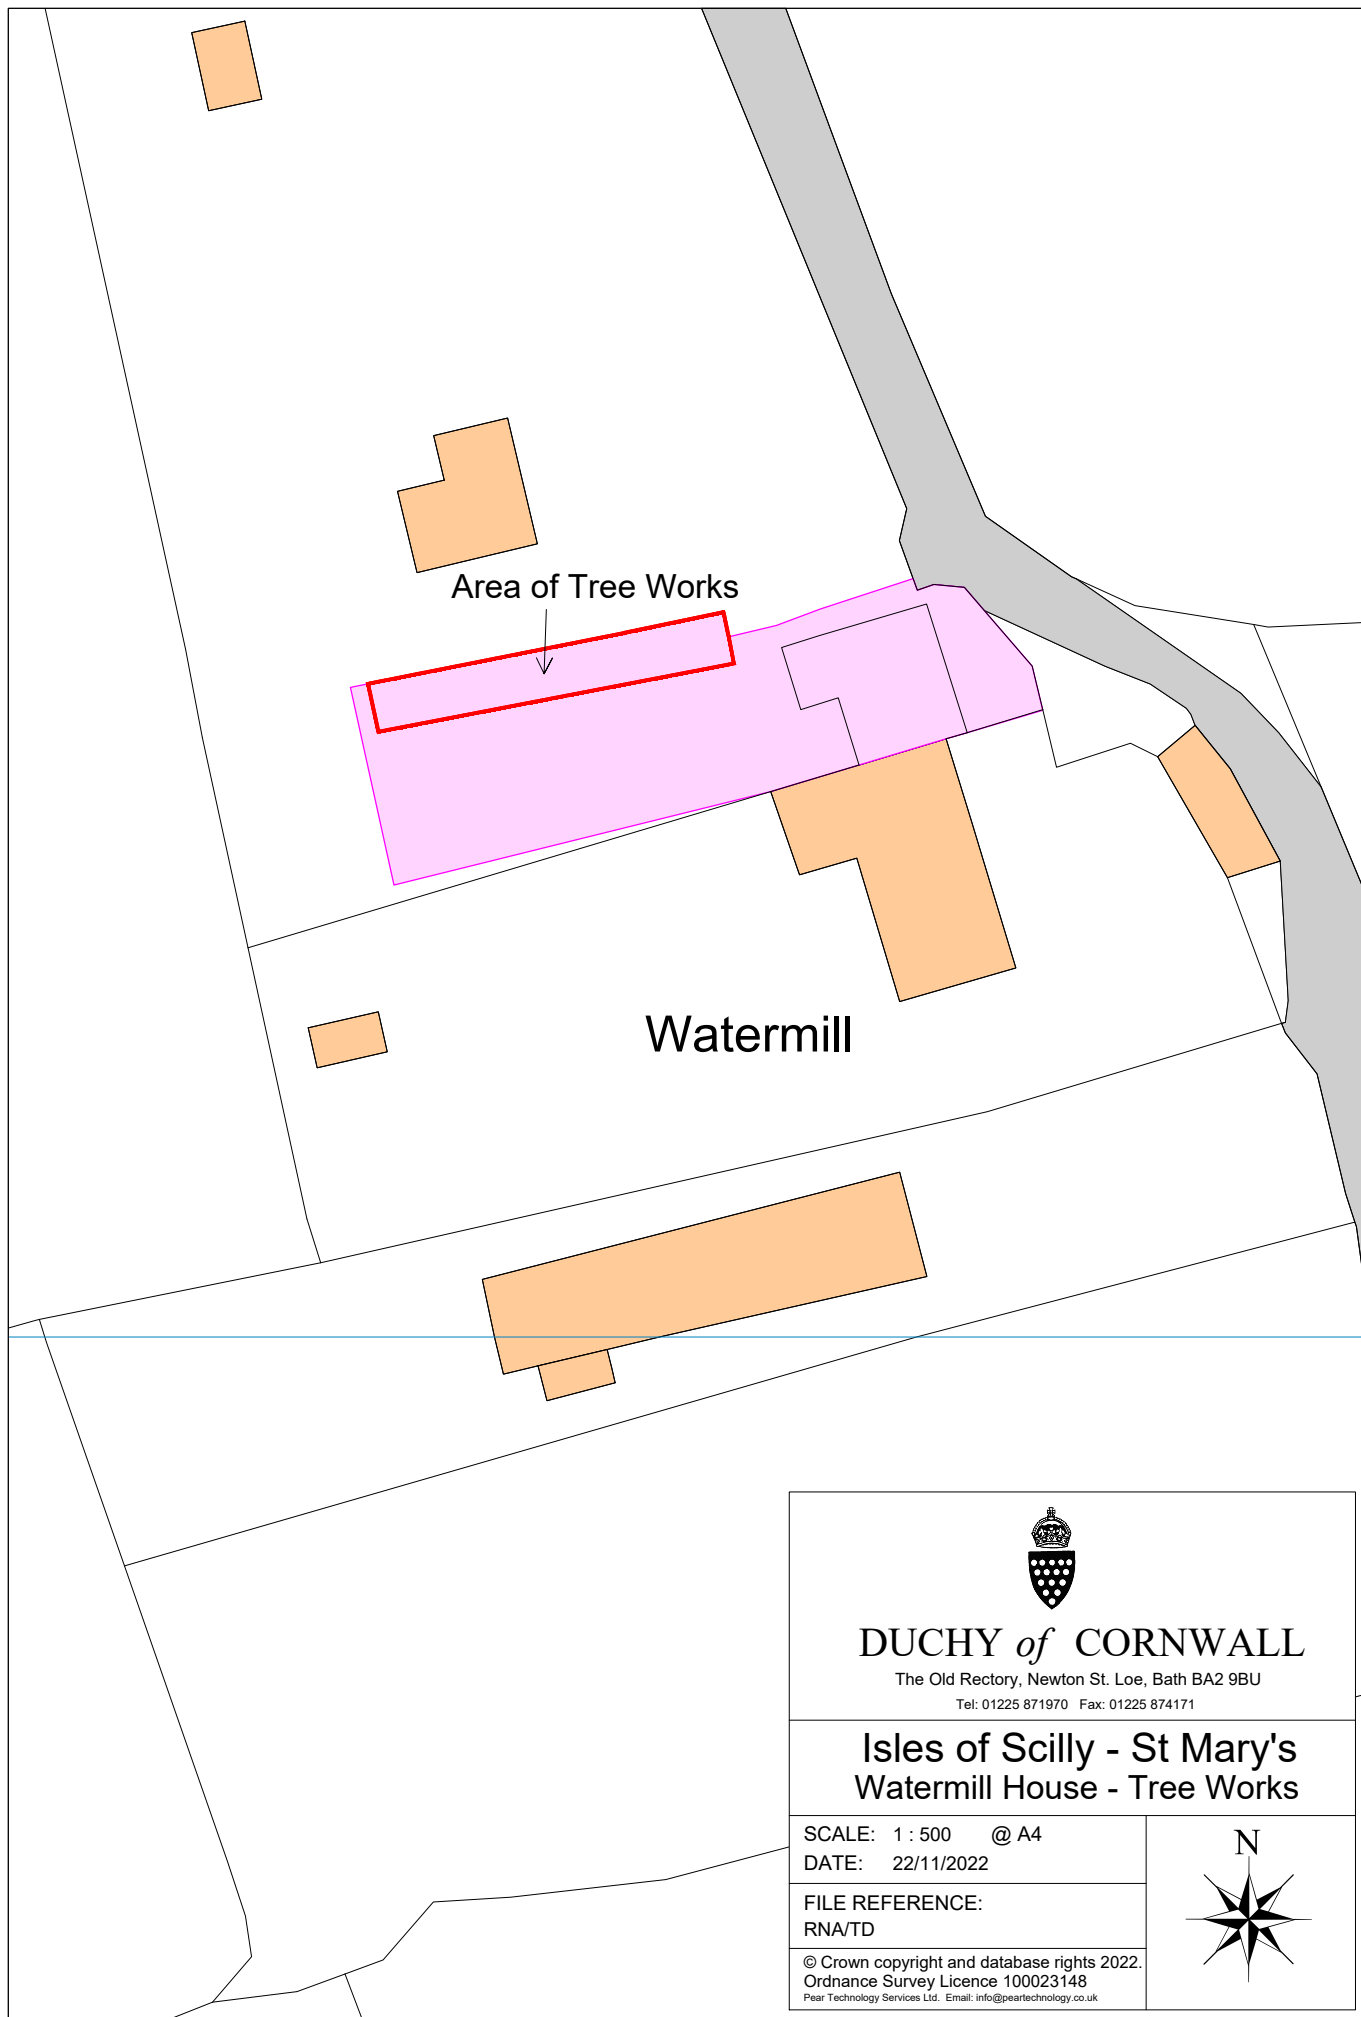 Area of Tree Works
Watermill
DUCHY of CORNWALL
The Old Rectory, Newton St. Loe, Bath BA2 9BU
Tel: 01225 871970 Fax: 01225 874171
Isles of Scilly - St Mary's
Watermill House - Tree Works
SCALE: 1 : 500 @ A4
DATE: 22/11/2022
FILE REFERENCE:
RNA/TD
© Crown copyright and database rights 2022.
Ordnance Survey Licence 100023148
Pear Technology Services Ltd. Email: info@peartechnology.co.uk
N